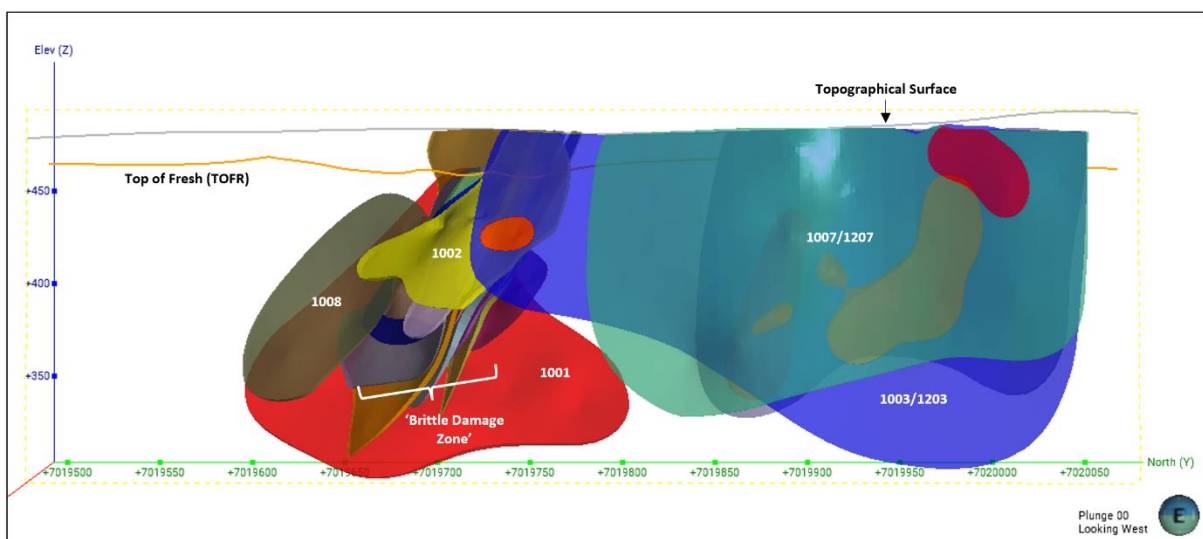 Elev (Z)
Topographical Surface
Top of Fresh (TOFR)
+450
1002
1007/1207
+400
1008
+350
1001
1003/1203
'Brittle Damage
Zone'
+7019500
+7019550
+7019600
+7019650
+7019700
+7019750
+7019800
+7019850
+7019900
+7019950
+7020000
+7020050
North (Y)
Plunge 00
Looking West
E